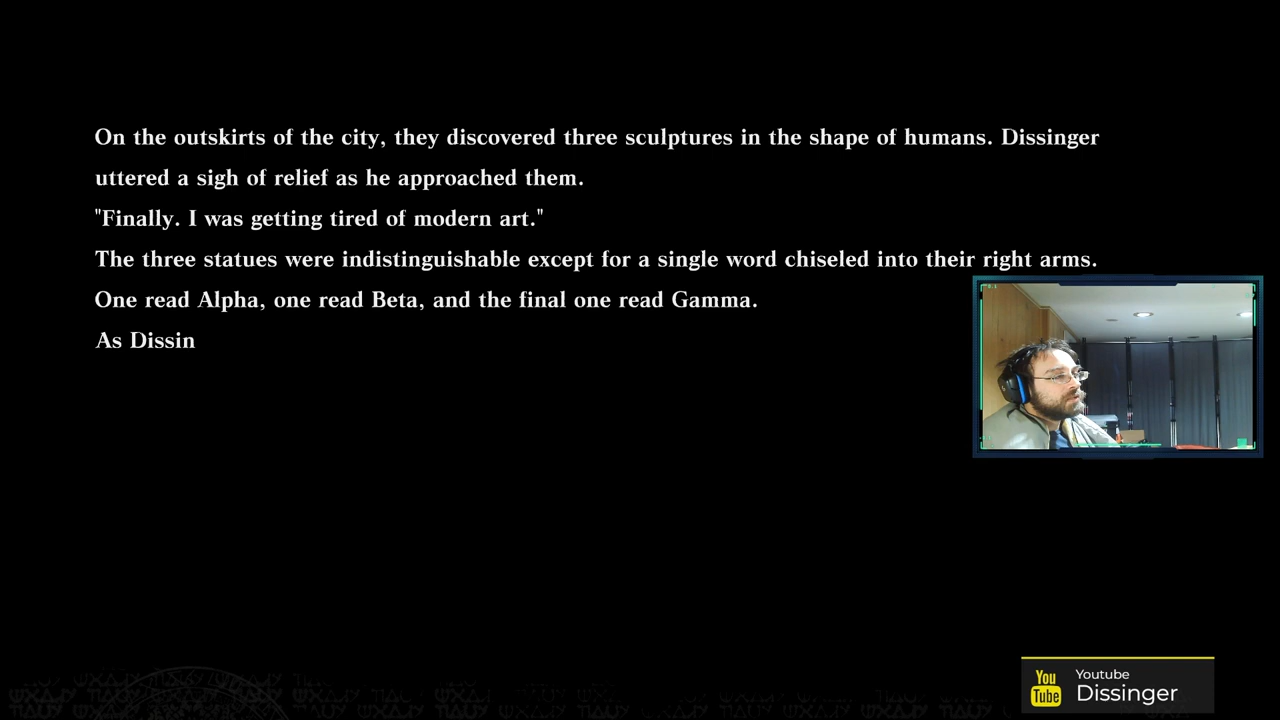 On the outskirts of the city, they discovered three sculptures in the shape of humans. Dissinger
uttered a sigh of relief as he approached them.
"Finally. I was getting tired of modern art."
The three statues were indistinguishable except for a single word chiseled into their right arms.
One read Alpha, one read Beta, and the final one read Gamma.
As Dissin
You
Tube
Youtube
Dissinger